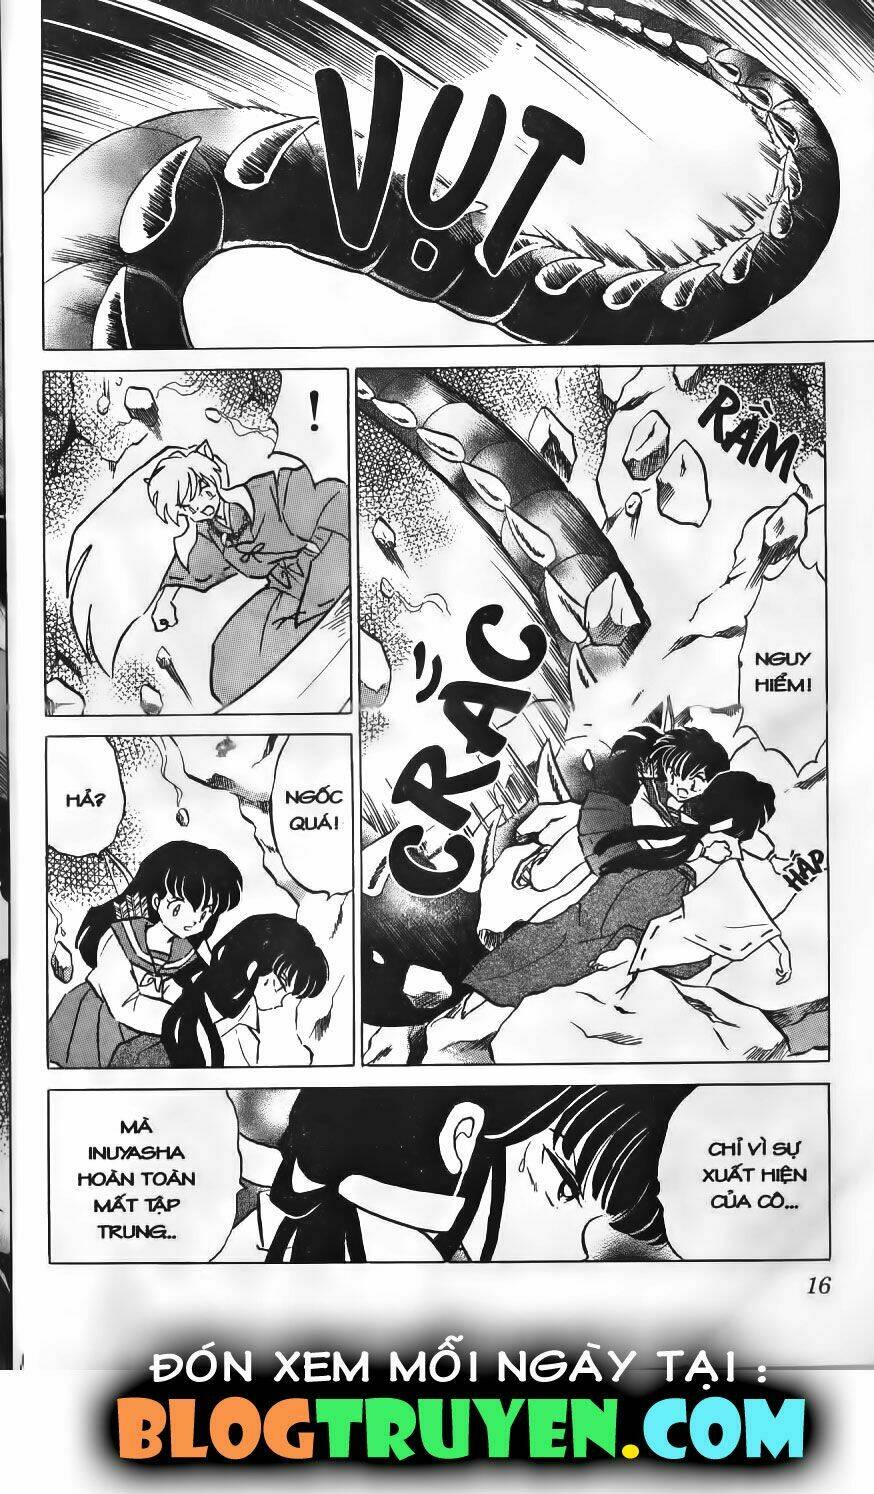 VỤT
RẦM
NGUY
HIỂM!
CRẮC
HẤP
!
NGỐC
QUÁ!
HẢ?
CHỈ VÌ SỰ
XUẤT HIỆN
CỦA CÔ...
MÀ
INUYASHA
HOÀN TOÀN
MẤT TẬP
TRUNG...
16
ĐÓN XEM MỖI NGÀY TẠI :
BLOGTRUYEN.COM